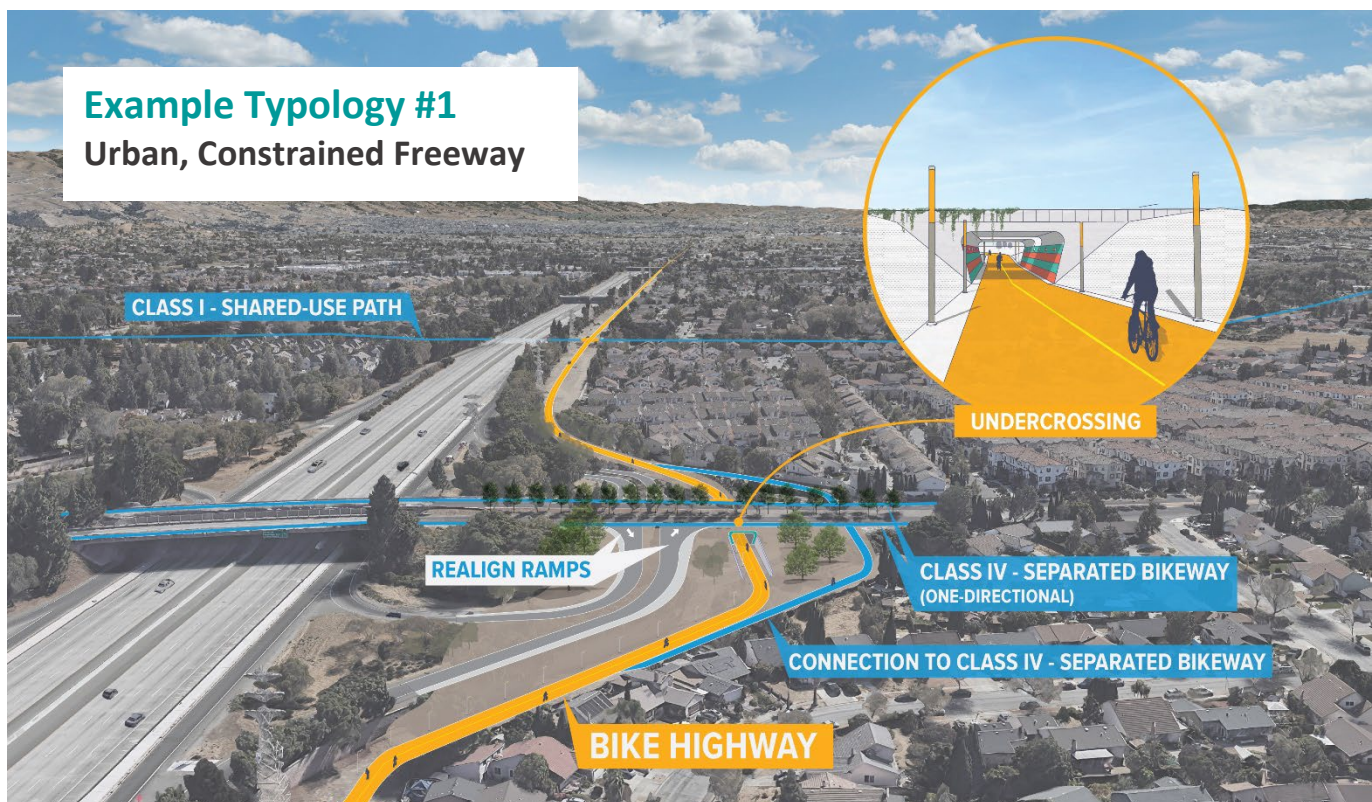 Example Typology #1
Urban, Constrained Freeway
CLASS I - SHARED-USE PATH
UNDERCROSSING
REALIGN RAMPS
CLASS IV - SEPARATED BIKEWAY
(ONE-DIRECTIONAL)
CONNECTION TO CLASS IV - SEPARATED BIKEWAY
BIKE HIGHWAY